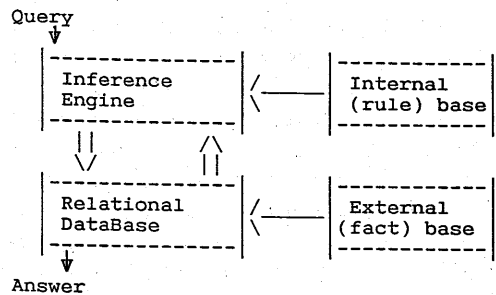 Query
Inference
Engine
Internal
(rule) base
Relational
DataBase
External
(fact) base
Answer